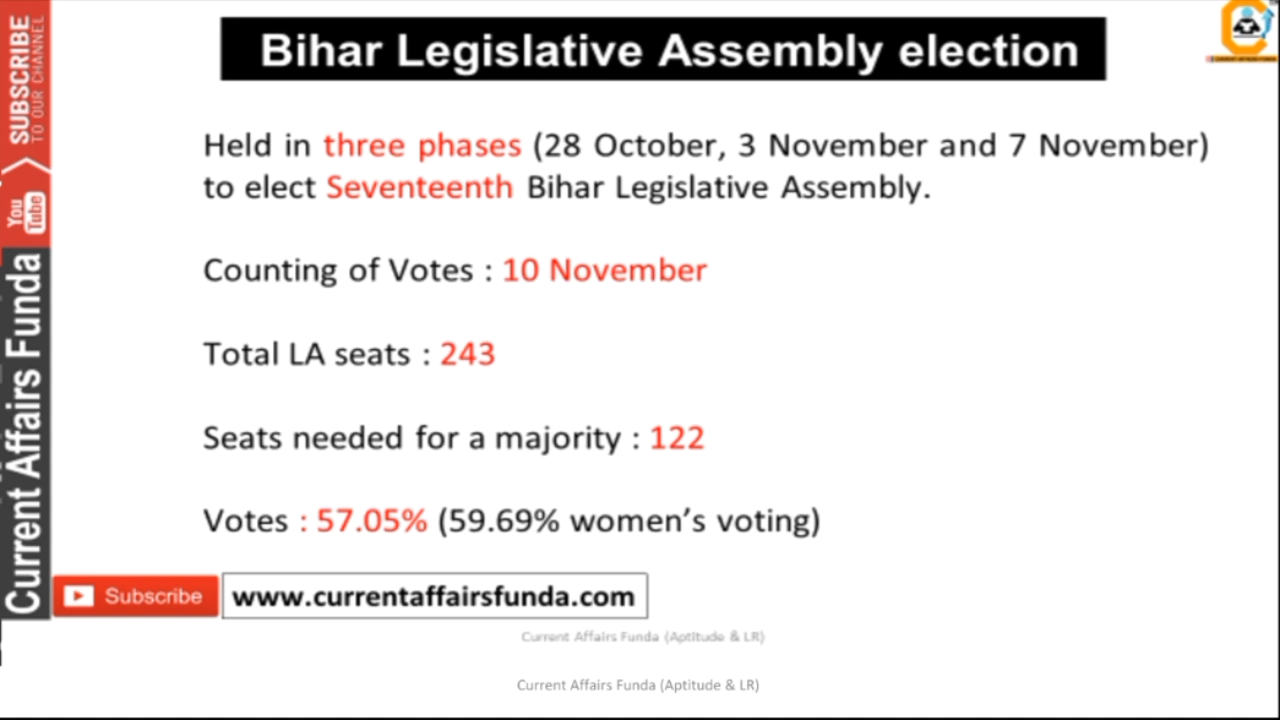 Bihar Legislative Assembly election
Held in three phases (28 October, 3 November and 7 November)
to elect Seventeenth Bihar Legislative Assembly.
Counting of Votes : 10 November
Total LA seats : 243
Seats needed for a majority : 122
Votes : 57.05% (59.69% women's voting)
SUBSCRIBE
TO OUR CHANNEL
You
Tube
Current Affairs Funda
Subscribe
www.currentaffairsfunda.com
Current Affairs Funda (Aptitude & LR)
Current Affairs Funda (Aptitude & LR)